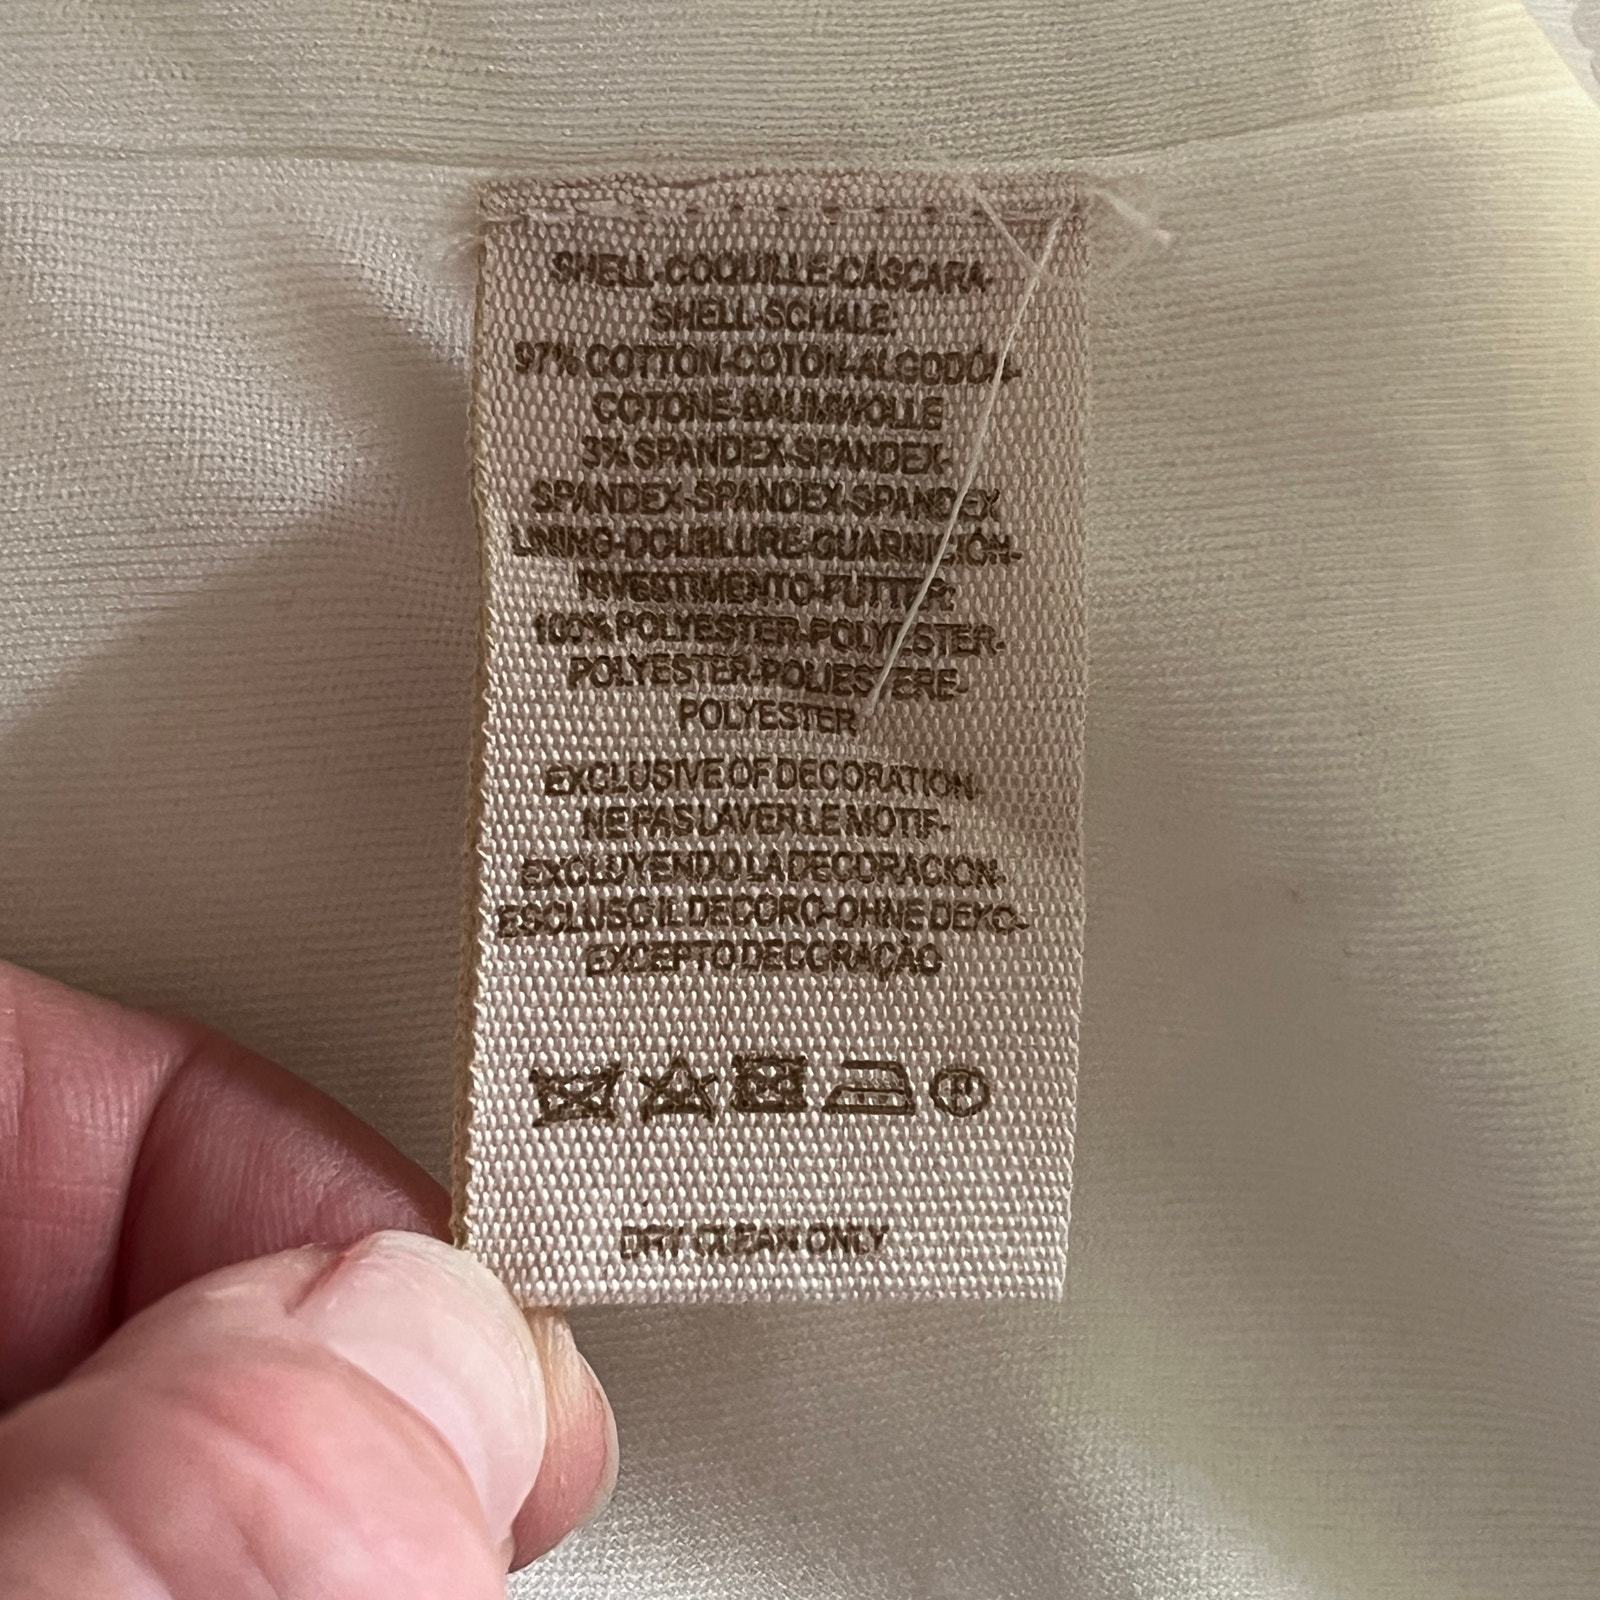 SHELL-COQUILLE-CÁSCARA-
SHELL-SCHALE:
97% COTTON-COTON-ALGODÓN-
COTONE-BAUMWOLLE
3% SPANDEX-SPANDEX-
SPANDEX-SPANDEX-SPANDEX
LINING-DOUBLURE-GUARNICIÓN-
RIVESTIMENTO-FUTTER:
100% POLYESTER-POLYESTER-
POLYESTER-POLIESTERE-
POLYESTER
EXCLUSIVE OF DECORATION-
NE PAS LAVER LE MOTIF-
EXCLUYENDO LA DECORACION-
ESCLUSO IL DECORO-OHNE DEKO-
EXCEPTO DECORAÇÃO
DRY CLEAN ONLY